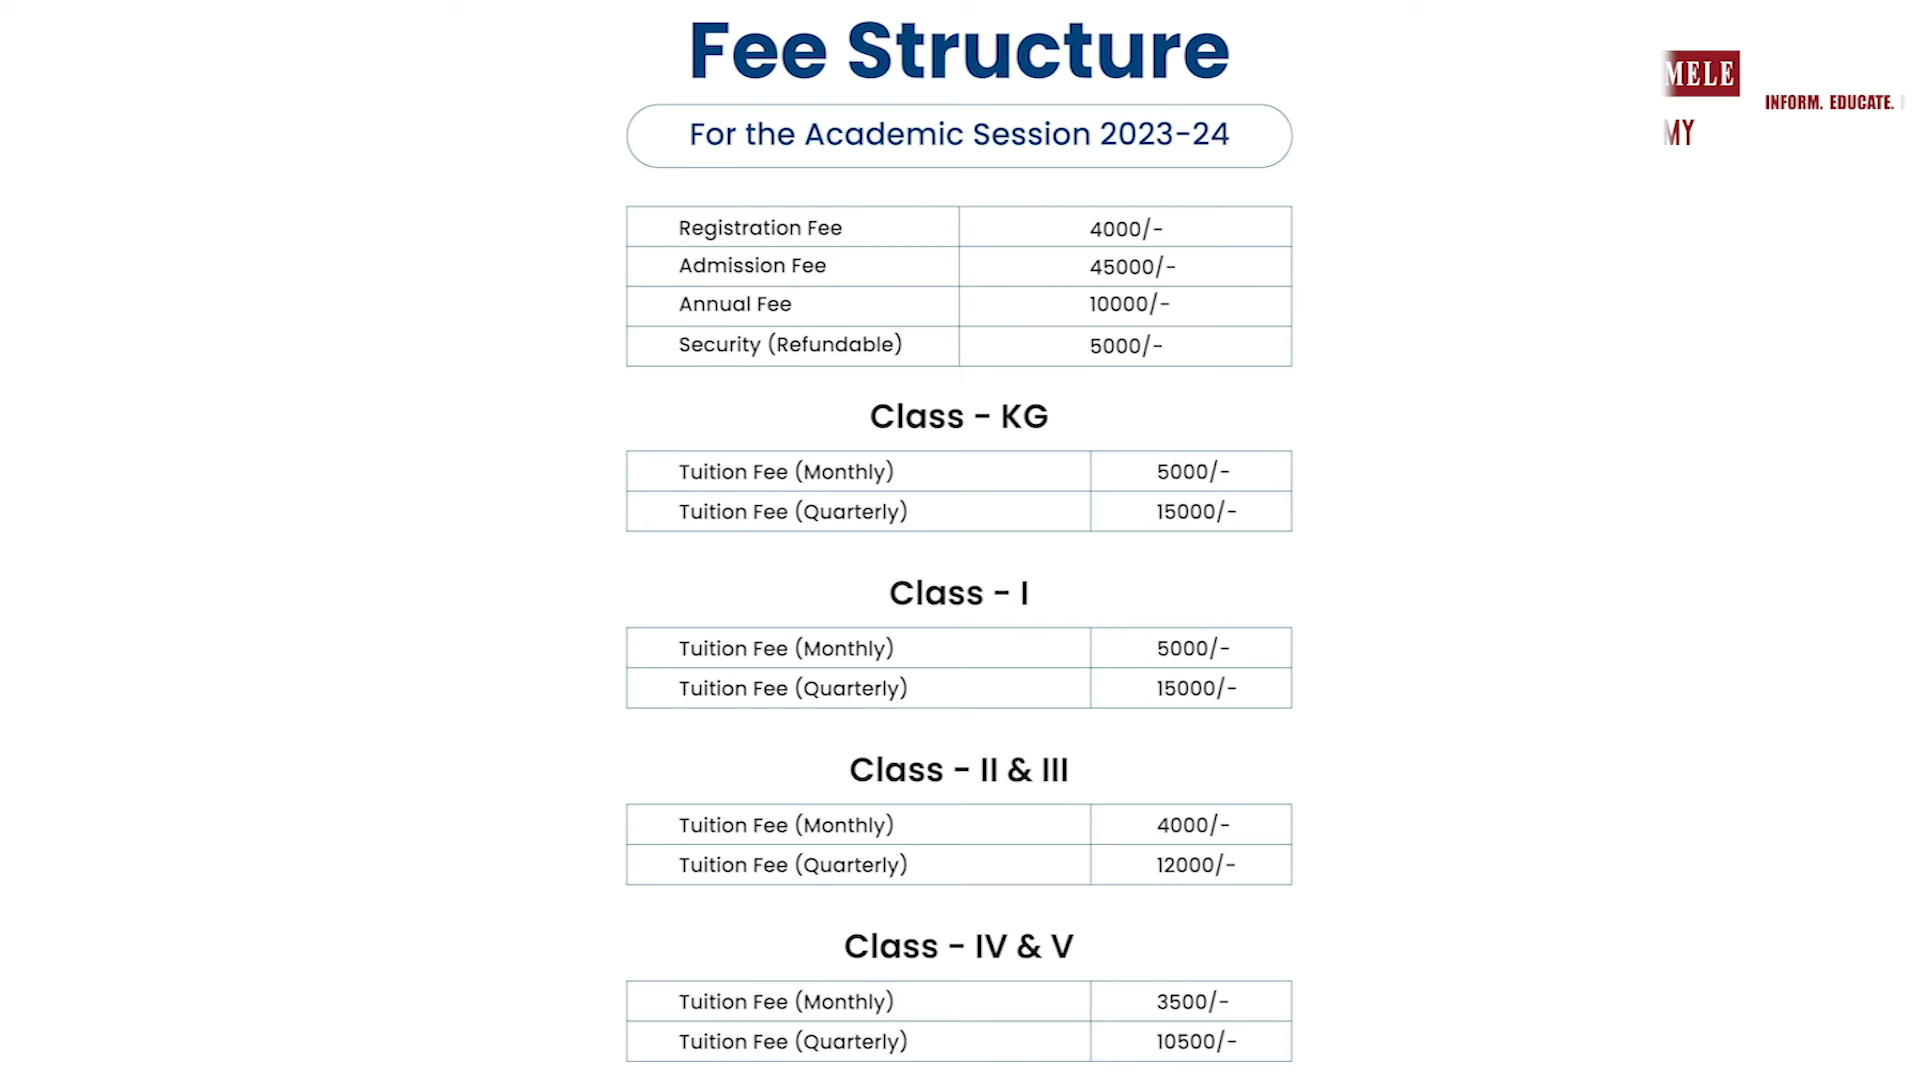 Fee Structure
For the Academic Session 2023-24
MELE
INFORM. EDUCATE.
MY
Registration Fee 4000/-
Admission Fee 45000/-
Annual Fee 10000/-
Security (Refundable) 5000/-
Class - KG
Tuition Fee (Monthly) 5000/-
Tuition Fee (Quarterly) 15000/-
Class - I
Tuition Fee (Monthly) 5000/-
Tuition Fee (Quarterly) 15000/-
Class - II & III
Tuition Fee (Monthly) 4000/-
Tuition Fee (Quarterly) 12000/-
Class - IV & V
Tuition Fee (Monthly) 3500/-
Tuition Fee (Quarterly) 10500/-